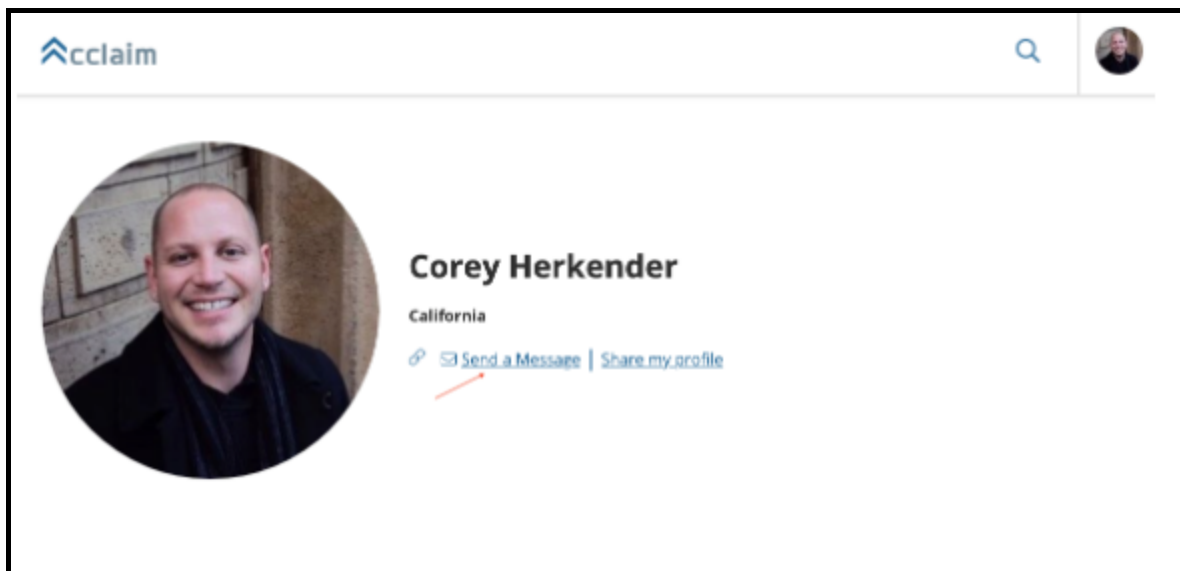 Acclaim
Corey Herkender
California
Send a Message | Share my profile